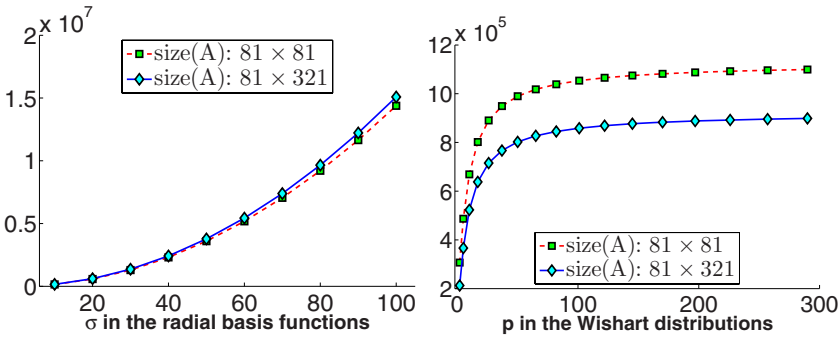 x 10^7
2
1.5
1
0.5
0
20 40 60 80 100
σ in the radial basis functions
size(A): 81 × 81
size(A): 81 × 321
x 10^5
12
10
8
6
4
2
0 100 200 300
p in the Wishart distributions
size(A): 81 × 81
size(A): 81 × 321